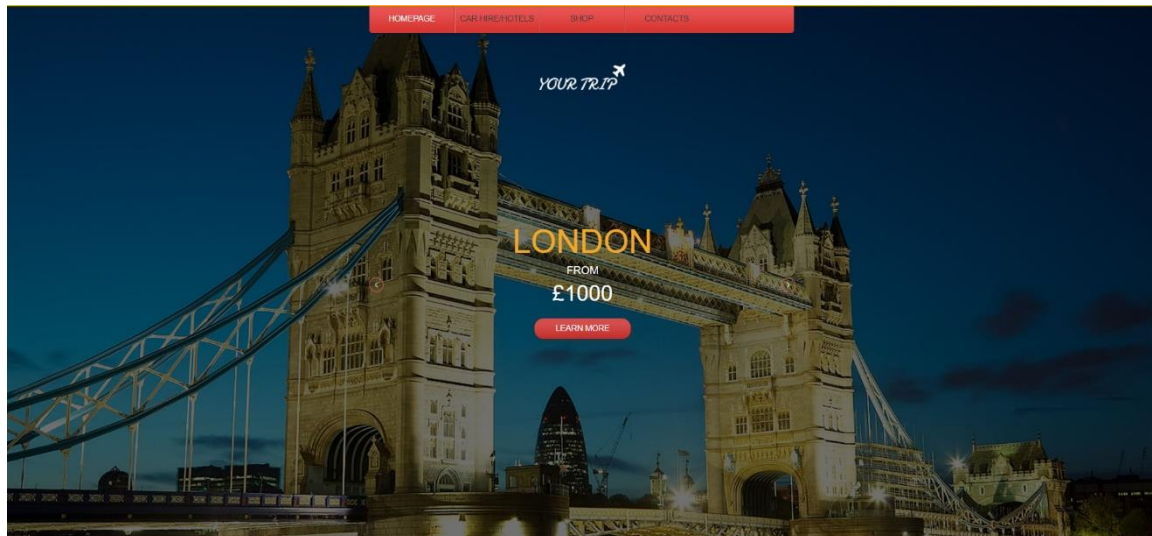 HOMEPAGE CAR HIRE/HOTELS SHOP CONTACTS
YOUR TRIP
LONDON
FROM
£1000
LEARN MORE